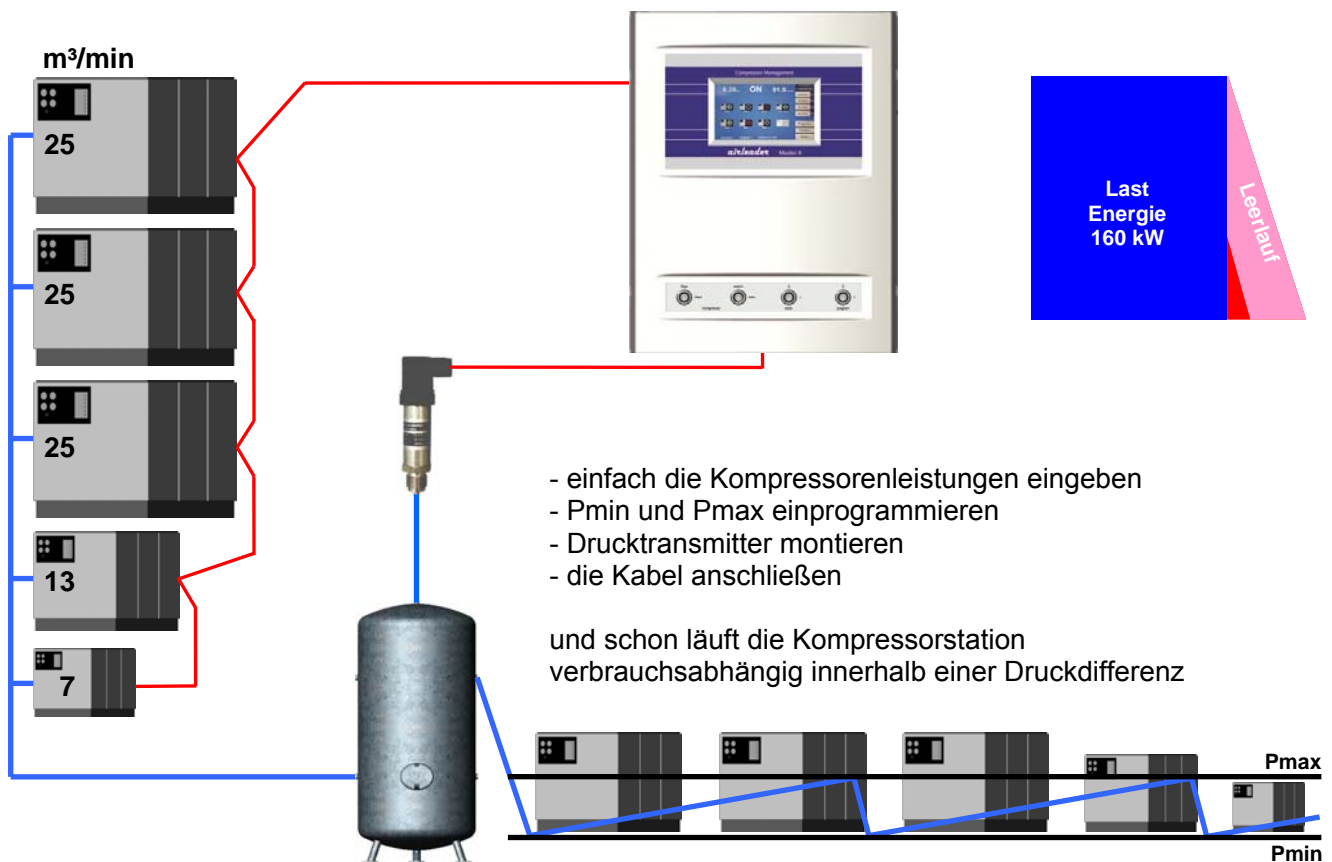 m³/min
25
25
25
13
7
Compressor Management
ON
airleader Master II
Last
Energie
160 kW
Leerlauf
- einfach die Kompressorenleistungen eingeben
- Pmin und Pmax einprogrammieren
- Drucktransmitter montieren
- die Kabel anschließen
und schon läuft die Kompressorstation
verbrauchsabhängig innerhalb einer Druckdifferenz
Pmax
Pmin